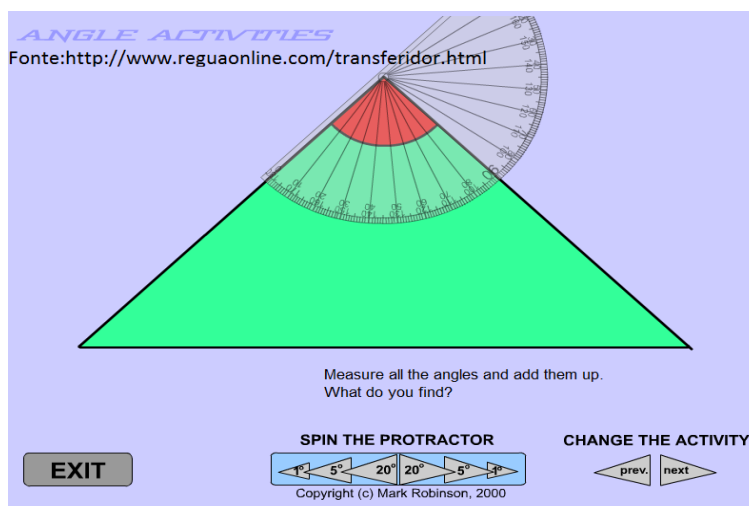 ANGLE ACTIVITIES
Fonte:http://www.reguaonline.com/transferidor.html
90
Measure all the angles and add them up.
What do you find?
SPIN THE PROTRACTOR
CHANGE THE ACTIVITY
EXIT
1° 5° 20° 20° 5° 1°
prev. next
Copyright (c) Mark Robinson, 2000